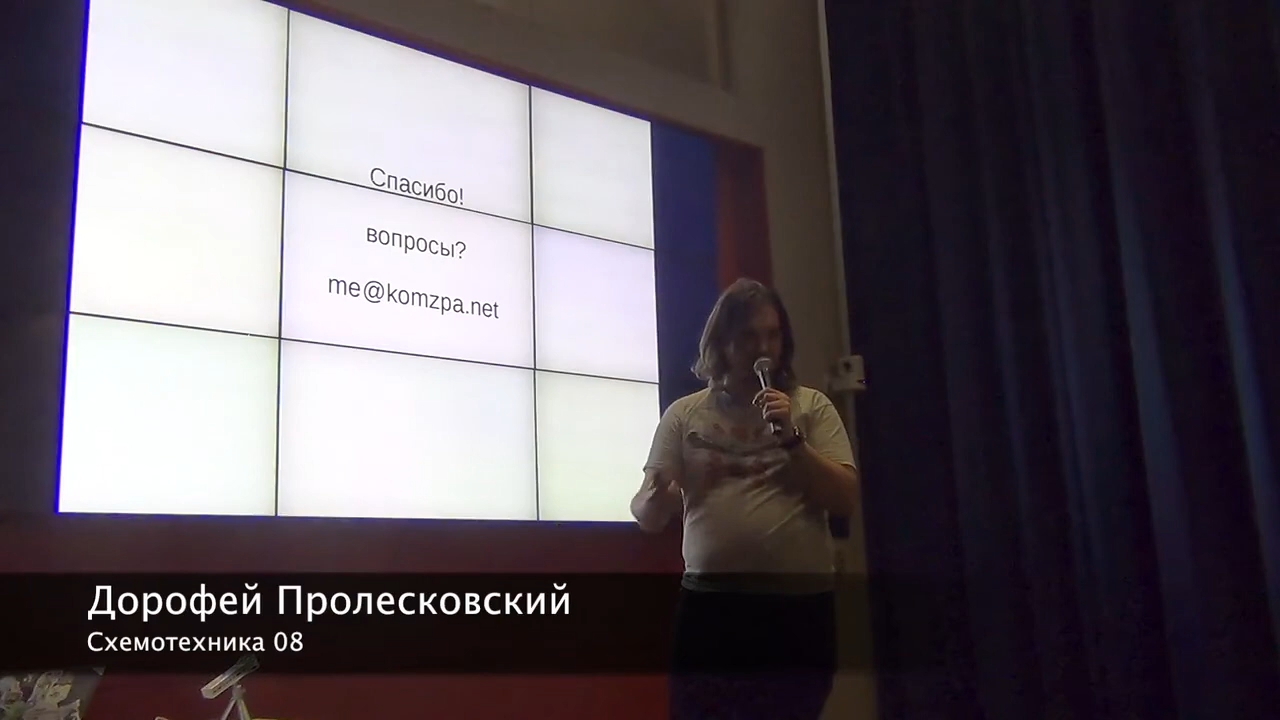 Спасибо!
вопросы?
me@komzpa.net
Дорофей Пролесковский
Схемотехника 08